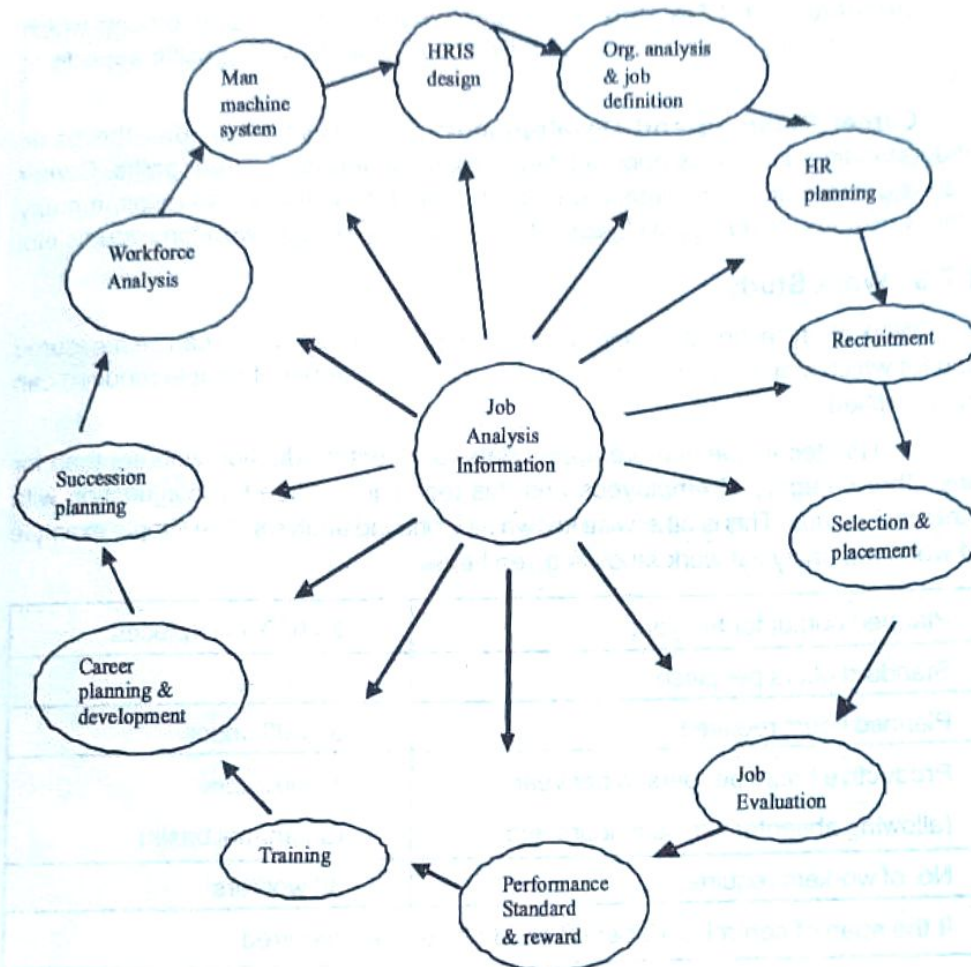 Man
machine
system
HRIS
design
Org. analysis
& job
definition
HR
planning
Recruitment
Selection &
placement
Job
Evaluation
Performance
Standard
& reward
Training
Career
planning &
development
Succession
planning
Workforce
Analysis
Job
Analysis
Information